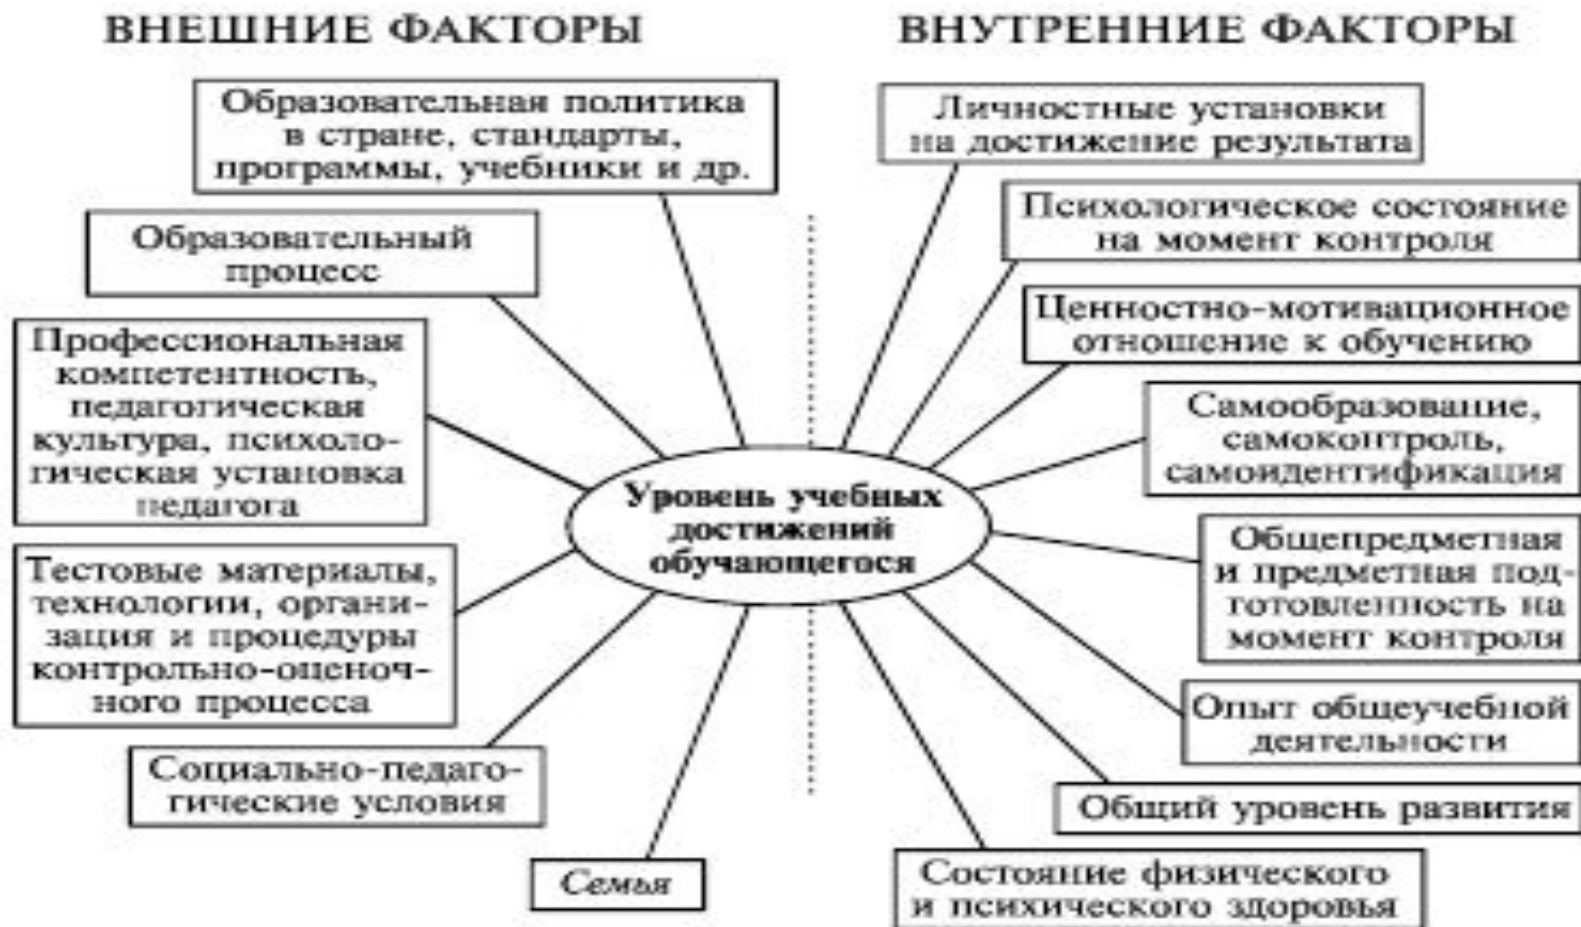 ВНЕШНИЕ ФАКТОРЫ
Образовательная политика
в стране, стандарты,
программы, учебники и др.
Образовательный
процесс
Профессиональная
компетентность,
педагогическая
культура, психоло-
гическая установка
педагога
Тестовые материалы,
технологии, органи-
зация и процедуры
контрольно-оценоч-
ного процесса
Социально-педаго-
гические условия
Семья
Уровень учебных
достижений
обучающегося
ВНУТРЕННИЕ ФАКТОРЫ
Личностные установки
на достижение результата
Психологическое состояние
на момент контроля
Ценностно-мотивационное
отношение к обучению
Самообразование,
самоконтроль,
самоидентификация
Общепредметная
и предметная под-
готовленность на
момент контроля
Опыт общеучебной
деятельности
Общий уровень развития
Состояние физического
и психического здоровья